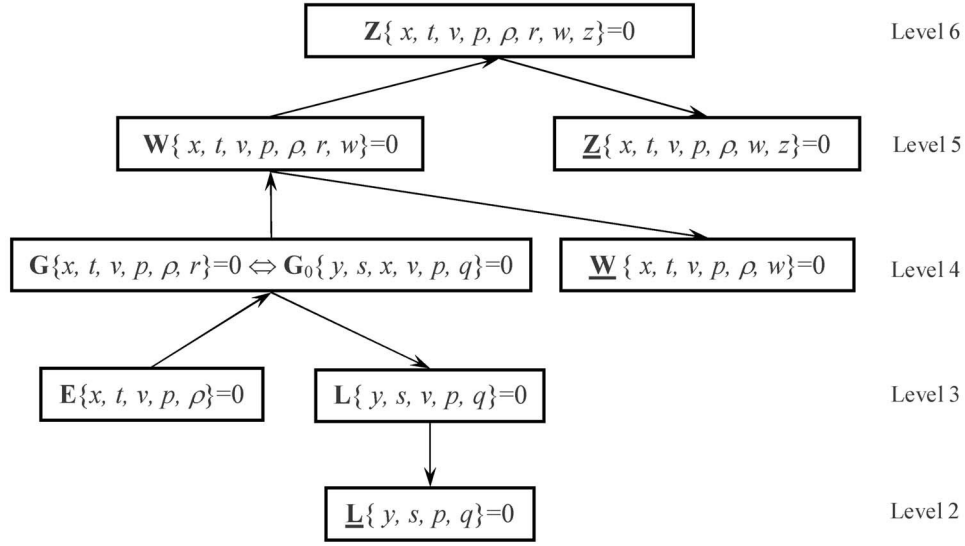 Z{ x, t, v, p, ρ, r, w, z}=0 Level 6
W{ x, t, v, p, ρ, r, w}=0 Z{ x, t, v, p, ρ, w, z}=0 Level 5
G{x, t, v, p, ρ, r}=0 ⇔ G₀{ y, s, x, v, p, q}=0 W { x, t, v, p, ρ, w}=0 Level 4
E{x, t, v, p, ρ}=0 L{ y, s, v, p, q}=0 Level 3
L{ y, s, p, q}=0 Level 2